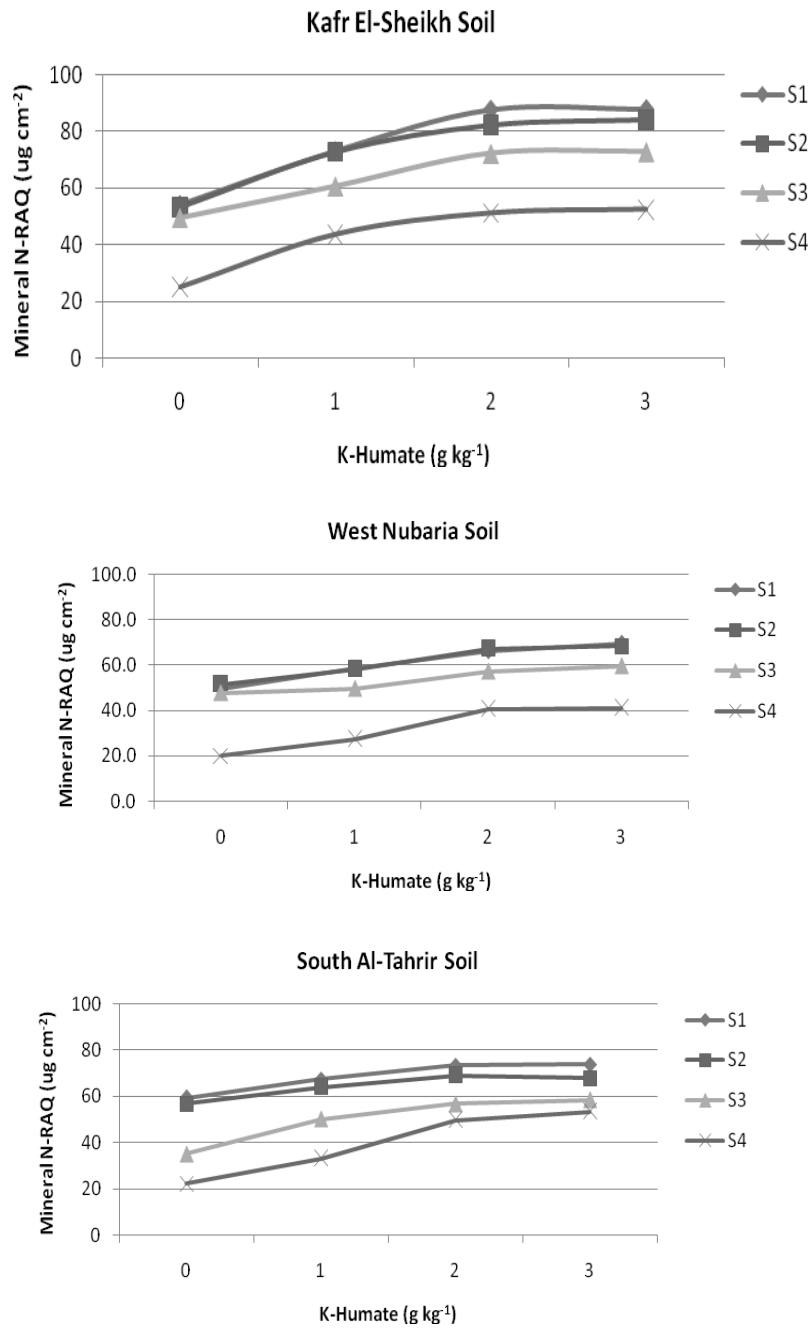 Kafr El-Sheikh Soil
Mineral N-RAQ (ug cm⁻²)
100
80
60
40
20
0
0 1 2 3
K-Humate (g kg⁻¹)
S1
S2
S3
S4
West Nubaria Soil
Mineral N-RAQ (ug cm⁻²)
100.0
80.0
60.0
40.0
20.0
0.0
0 1 2 3
K-Humate (g kg⁻¹)
S1
S2
S3
S4
South Al-Tahrir Soil
Mineral N-RAQ (ug cm⁻²)
100
80
60
40
20
0
0 1 2 3
K-Humate (g kg⁻¹)
S1
S2
S3
S4